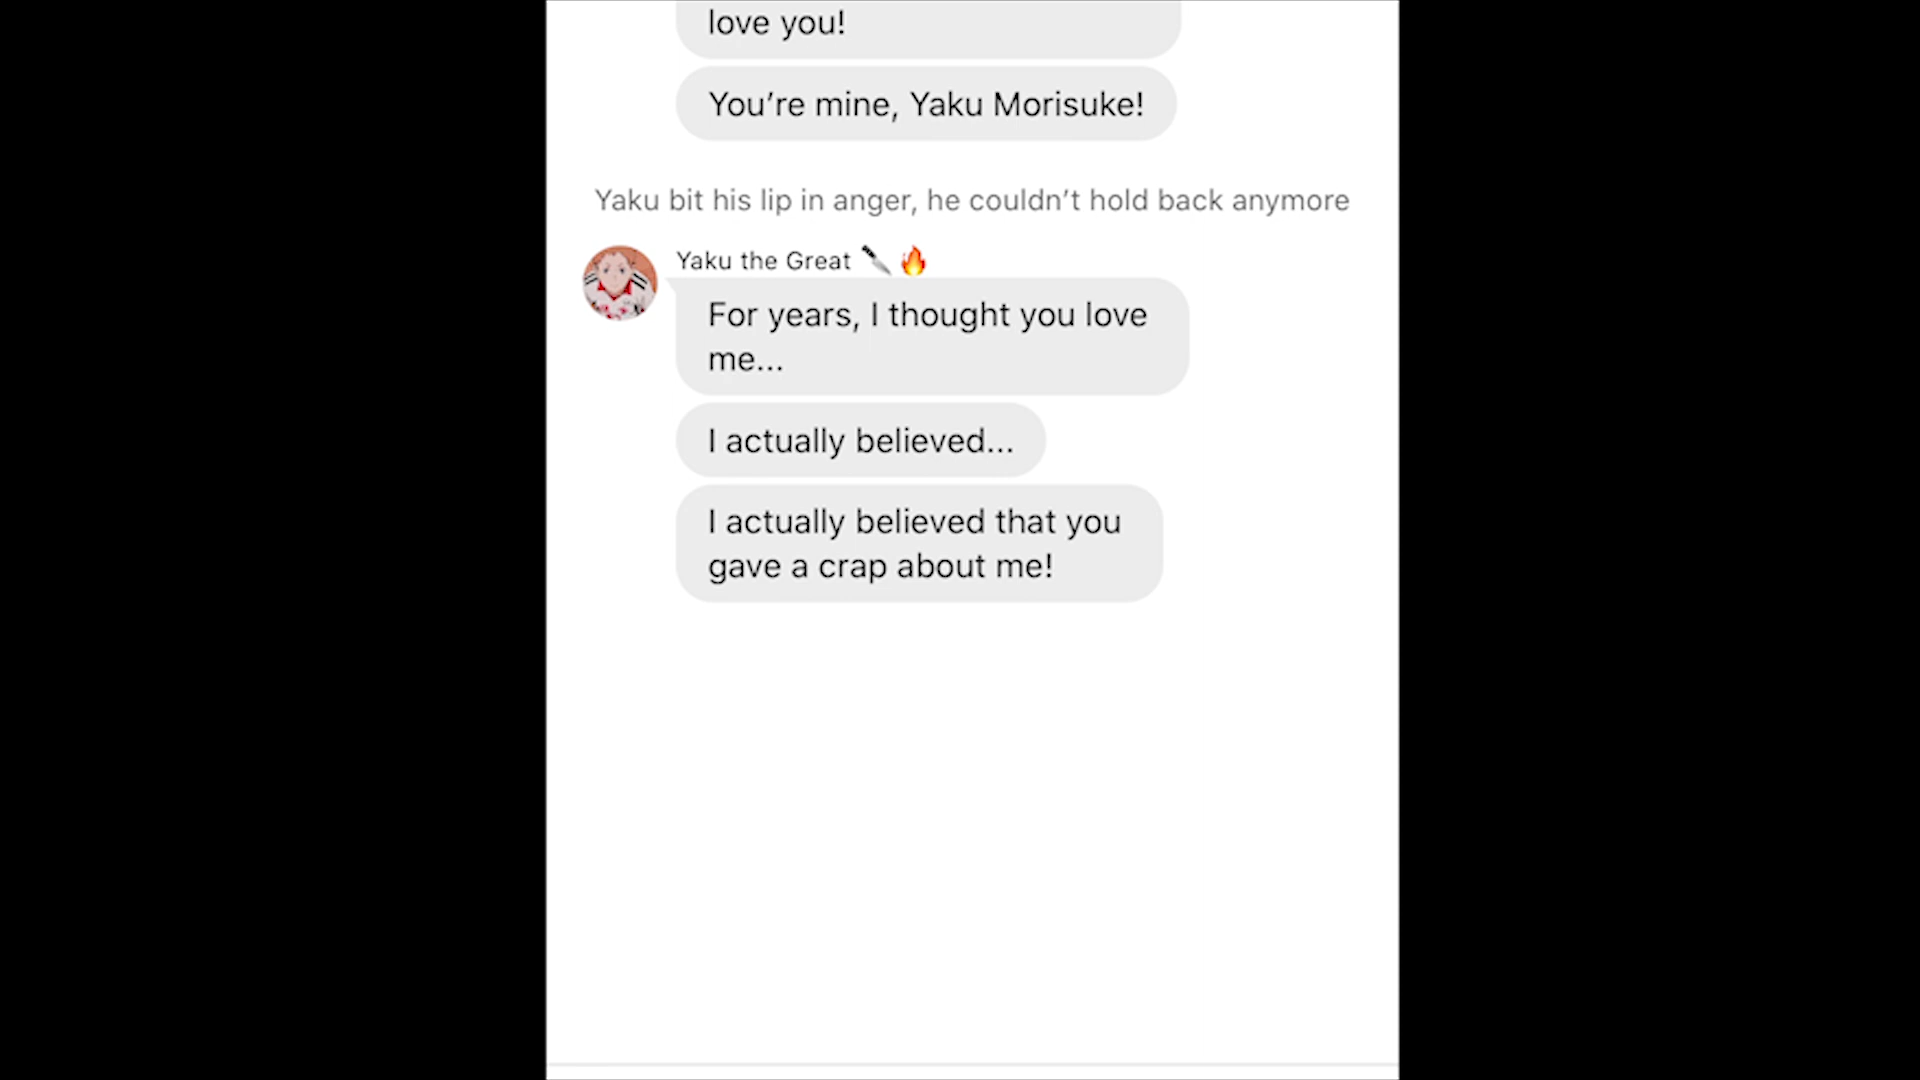 love you!
You’re mine, Yaku Morisuke!
Yaku bit his lip in anger, he couldn’t hold back anymore
Yaku the Great 🔪🔥
For years, I thought you love
me...
I actually believed...
I actually believed that you
gave a crap about me!